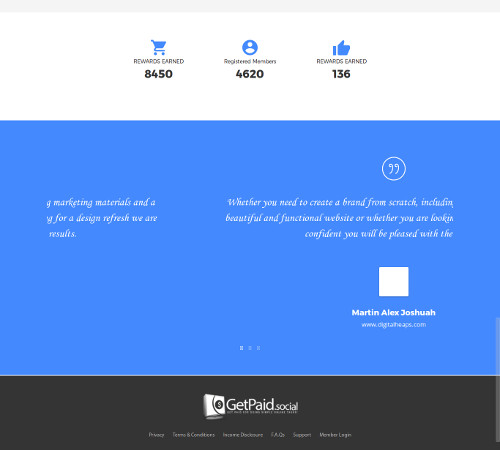 REWARDS EARNED
Registered Members
REWARDS EARNED
8450
4620
136
g marketing materials and a
g for a design refresh we are
results.
Whether you need to create a brand from scratch, includin
beautiful and functional website or whether you are lookin
confident you will be pleased with the
Martin Alex Joshuah
www.digitalheaps.com
GetPaid.social
Privacy Terms & Conditions Income Disclosure F.A.Qs Support Member Login